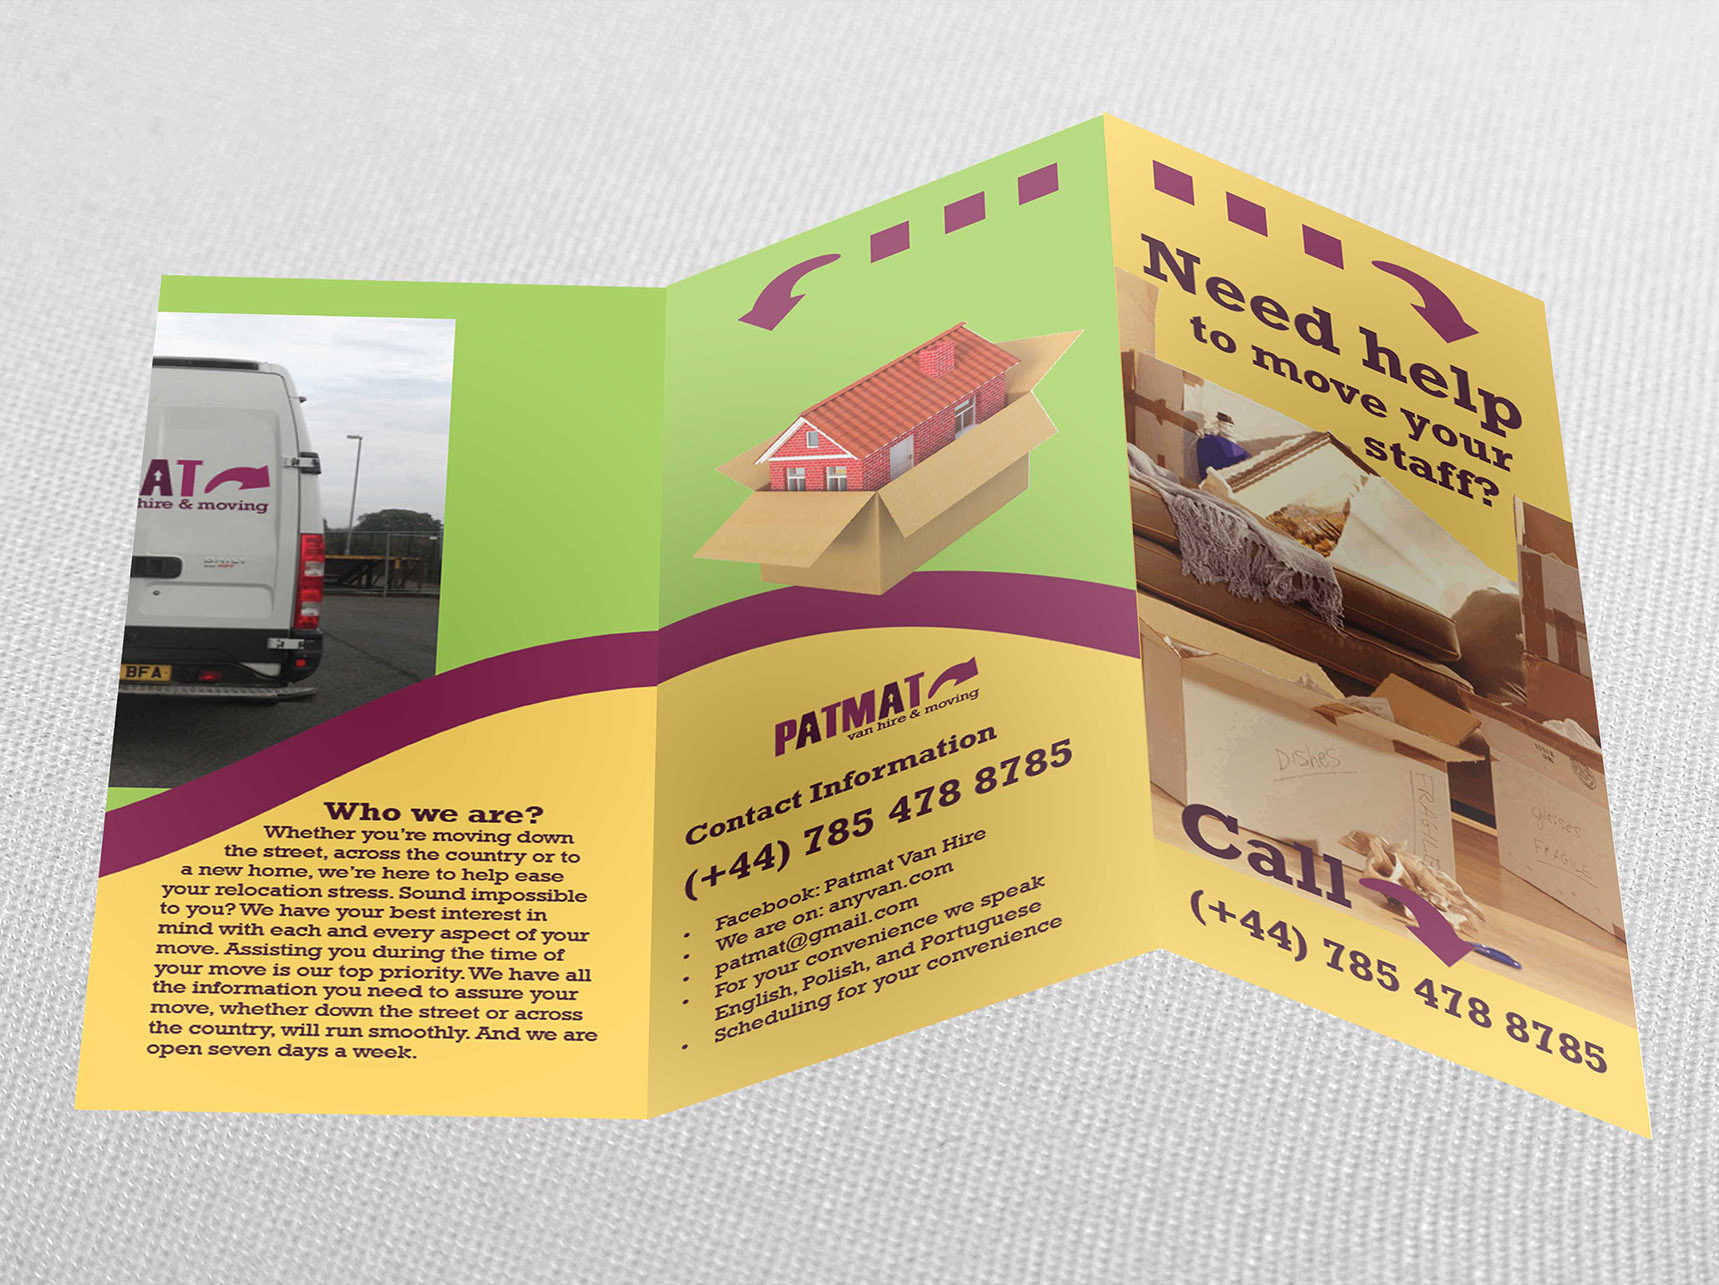 AT
hire & moving
DAILY
BFA
Who we are?
Whether you're moving down
the street, across the country or to
a new home, we're here to help ease
your relocation stress. Sound impossible
to you? We have your best interest in
mind with each and every aspect of your
move. Assisting you during the time of
your move is our top priority. We have all
the information you need to assure your
move, whether down the street or across
the country, will run smoothly. And we are
open seven days a week.
PATMAT
van hire & moving
Contact Information
(+44) 785 478 8785
• Facebook: Patmat Van Hire
• We are on: anyvan.com
• patmat@gmail.com
• For your convenience we speak
English, Polish, and Portuguese
• Scheduling for your convenience
Need help
to move your
staff?
Dishes
FRAGILE
glasses
FRAGILE
Call
(+44) 785 478 8785